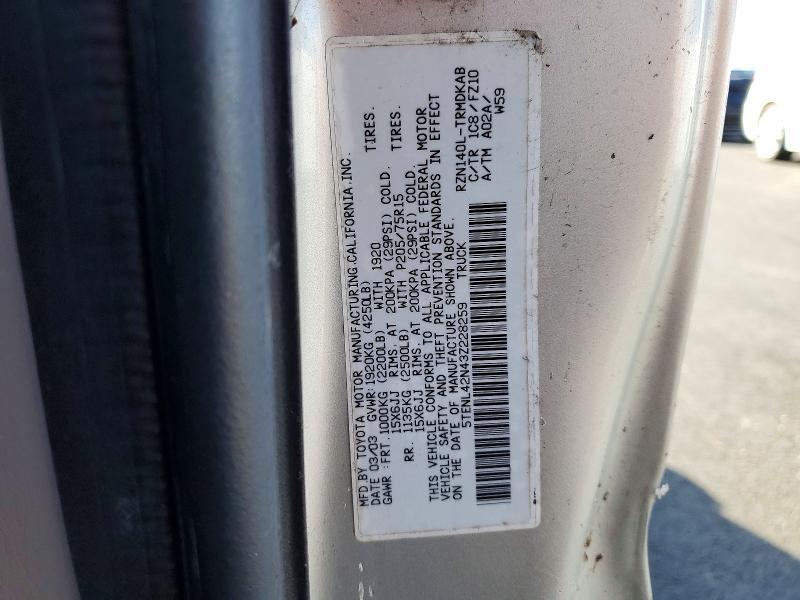 MFD BY TOYOTA MOTOR MANUFACTURING.CALIFORNIA.INC.
DATE 03/03 GVWR:1920KG (4250LB)
GAWR :FRT.1000KG (2200LB) WITH 1920 TIRES.
15X6JJ RIMS. AT 200KPA (29PSI) COLD.
RR. 1135KG (2500LB) WITH P205/75R15 TIRES.
15X6JJ RIMS. AT 200KPA (29PSI) COLD.
THIS VEHICLE CONFORMS TO ALL APPLICABLE FEDERAL MOTOR
VEHICLE SAFETY AND THEFT PREVENTION STANDARDS IN EFFECT
ON THE DATE OF MANUFACTURE SHOWN ABOVE.
5TENL42N43Z228259 TRUCK
RZN140L-TRMDKAB
C/TR 1C8/FZ10
A/TM A02A/
W59